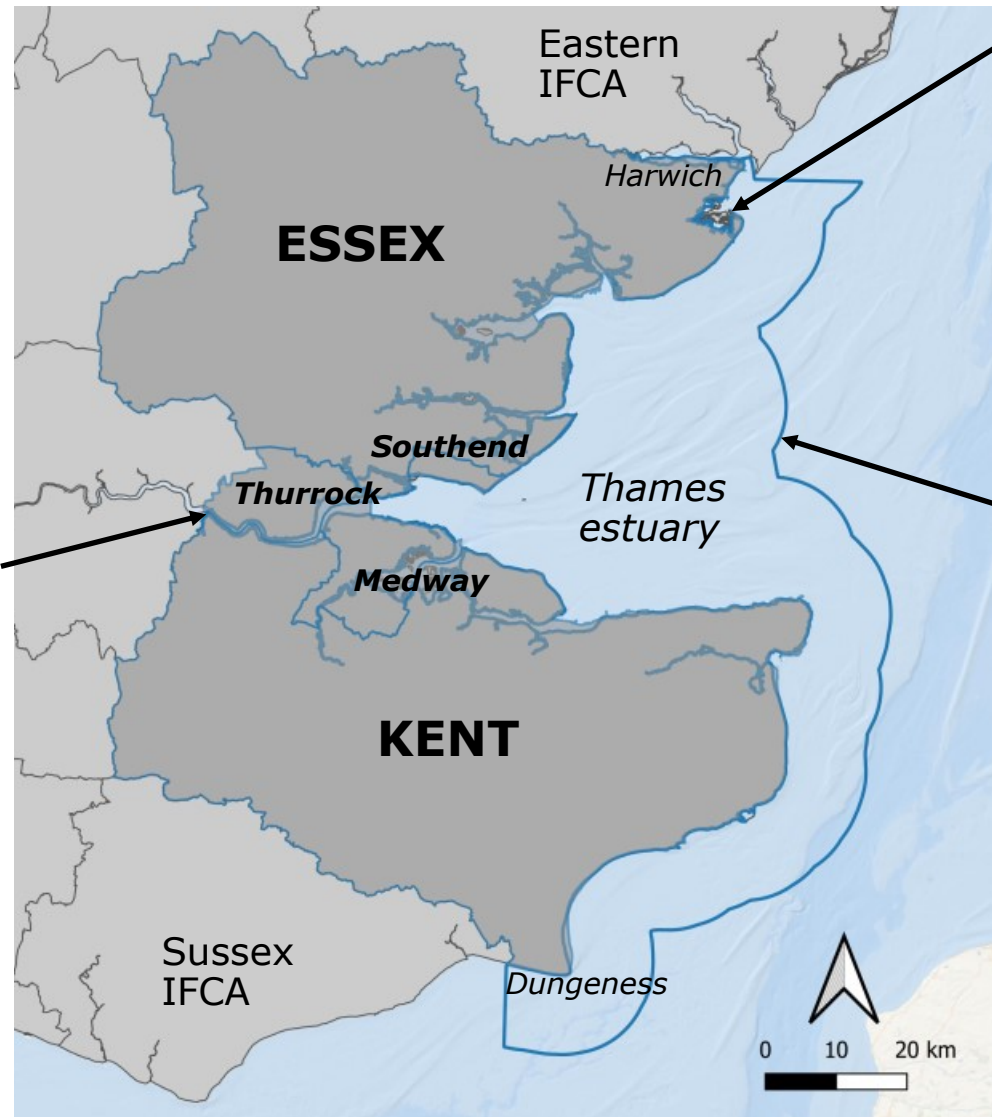 Eastern
IFCA
Harwich
ESSEX
Southend
Thurrock
Thames
estuary
Medway
KENT
Sussex
IFCA
Dungeness
0 10 20 km